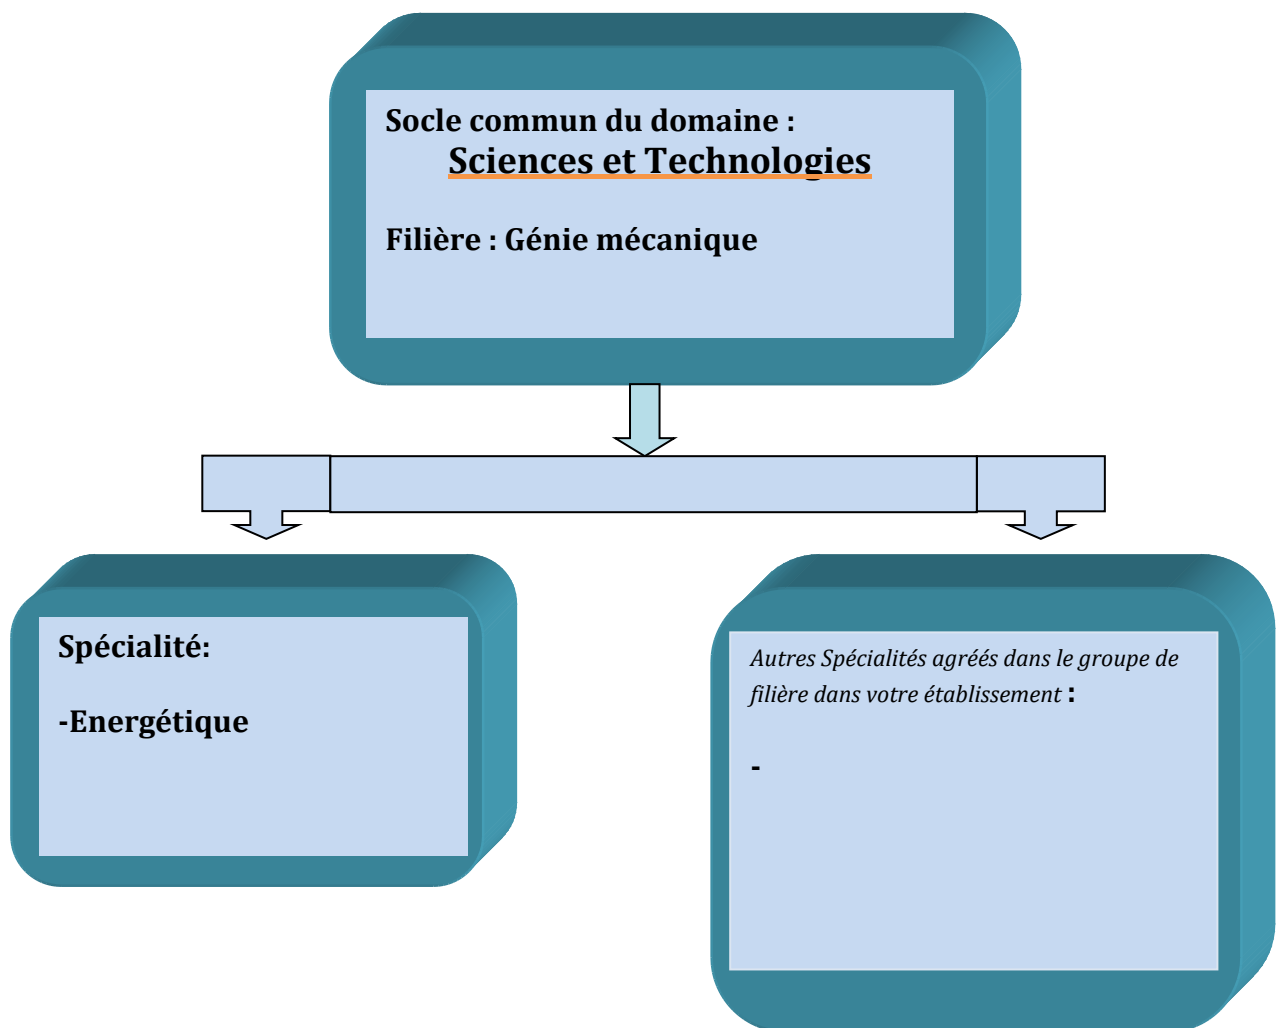 Socle commun du domaine :
Sciences et Technologies
Filière : Génie mécanique
Spécialité:
-Energétique
Autres Spécialités agréés dans le groupe de
filière dans votre établissement :
-